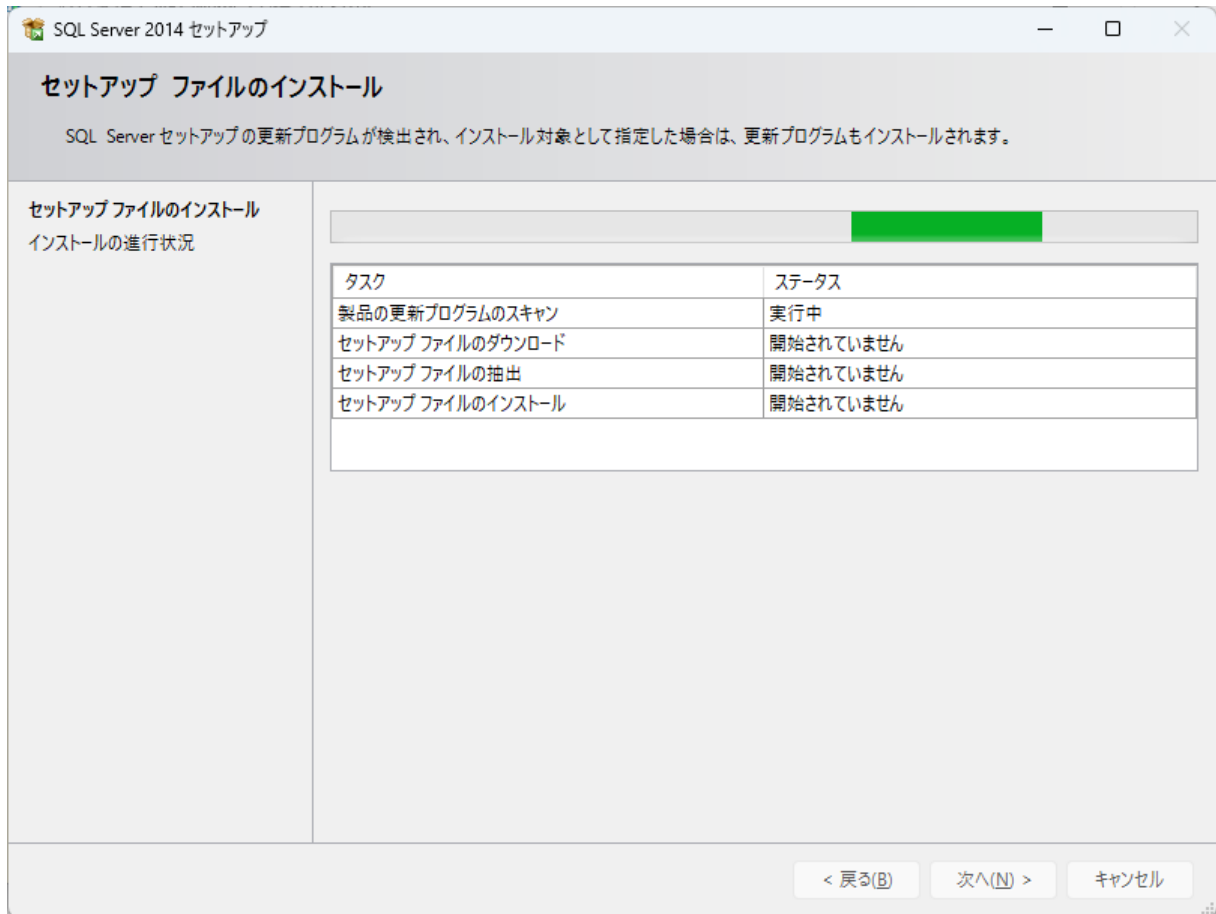 SQL Server 2014 セットアップ
セットアップ ファイルのインストール
SQL Server セットアップの更新プログラムが検出され、インストール対象として指定した場合は、更新プログラムもインストールされます。
セットアップ ファイルのインストール
インストールの進行状況
タスク ステータス
製品の更新プログラムのスキャン 実行中
セットアップ ファイルのダウンロード 開始されていません
セットアップ ファイルの抽出 開始されていません
セットアップ ファイルのインストール 開始されていません
< 戻る(B) 次へ(N) > キャンセル